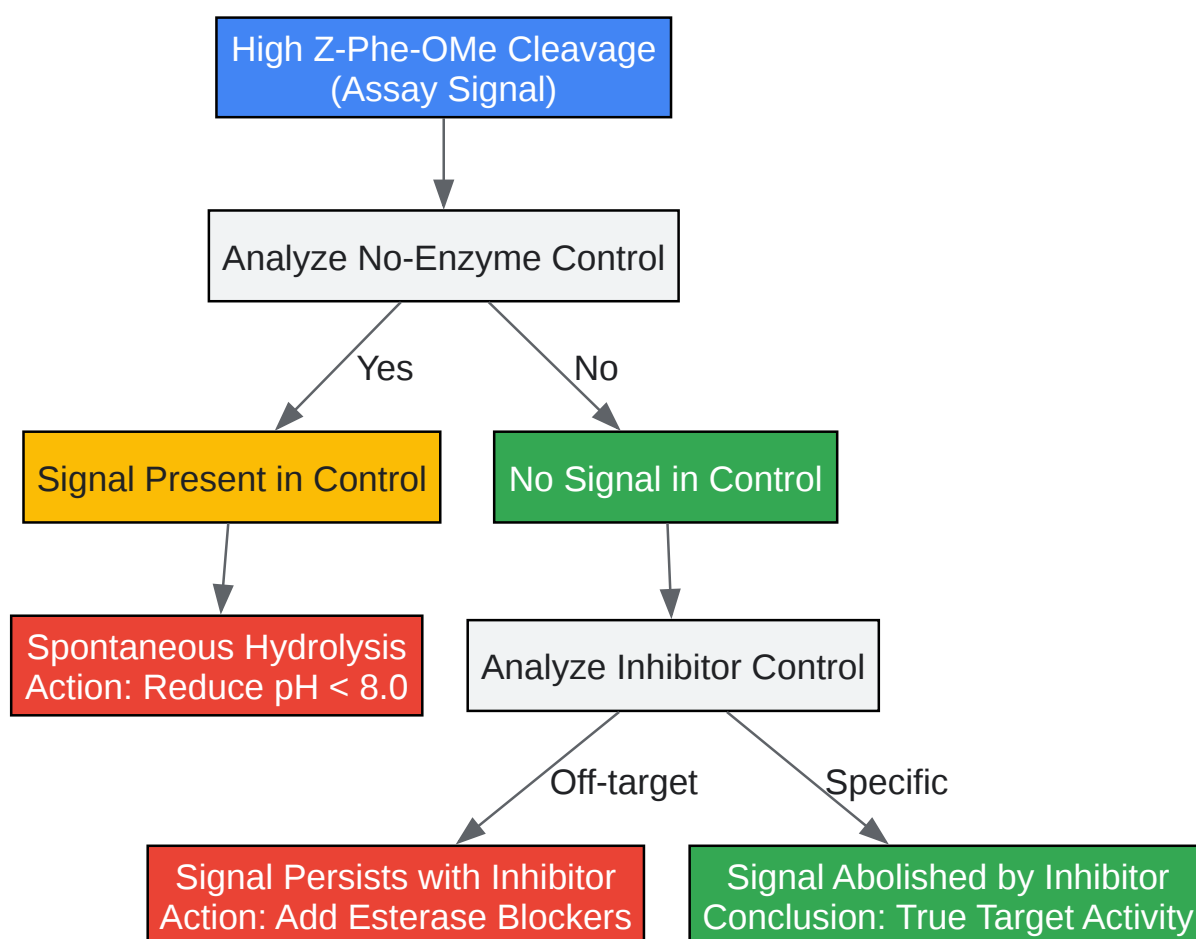 High Z-Phe-OMe Cleavage
(Assay Signal)
Analyze No-Enzyme Control
Yes
No
Signal Present in Control
No Signal in Control
Spontaneous Hydrolysis
Action: Reduce pH < 8.0
Analyze Inhibitor Control
Off-target
Specific
Signal Persists with Inhibitor
Action: Add Esterase Blockers
Signal Abolished by Inhibitor
Conclusion: True Target Activity